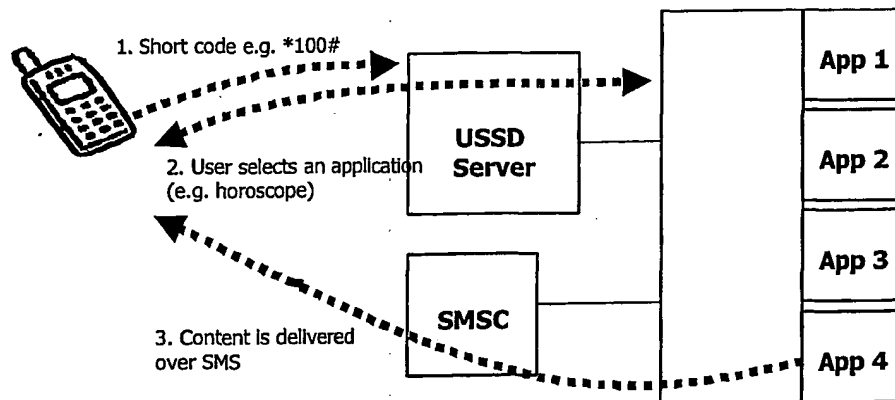 1. Short code e.g. *100#
App 1
USSD
Server
App 2
2. User selects an application
(e.g. horoscope)
App 3
SMSC
3. Content is delivered
over SMS
App 4